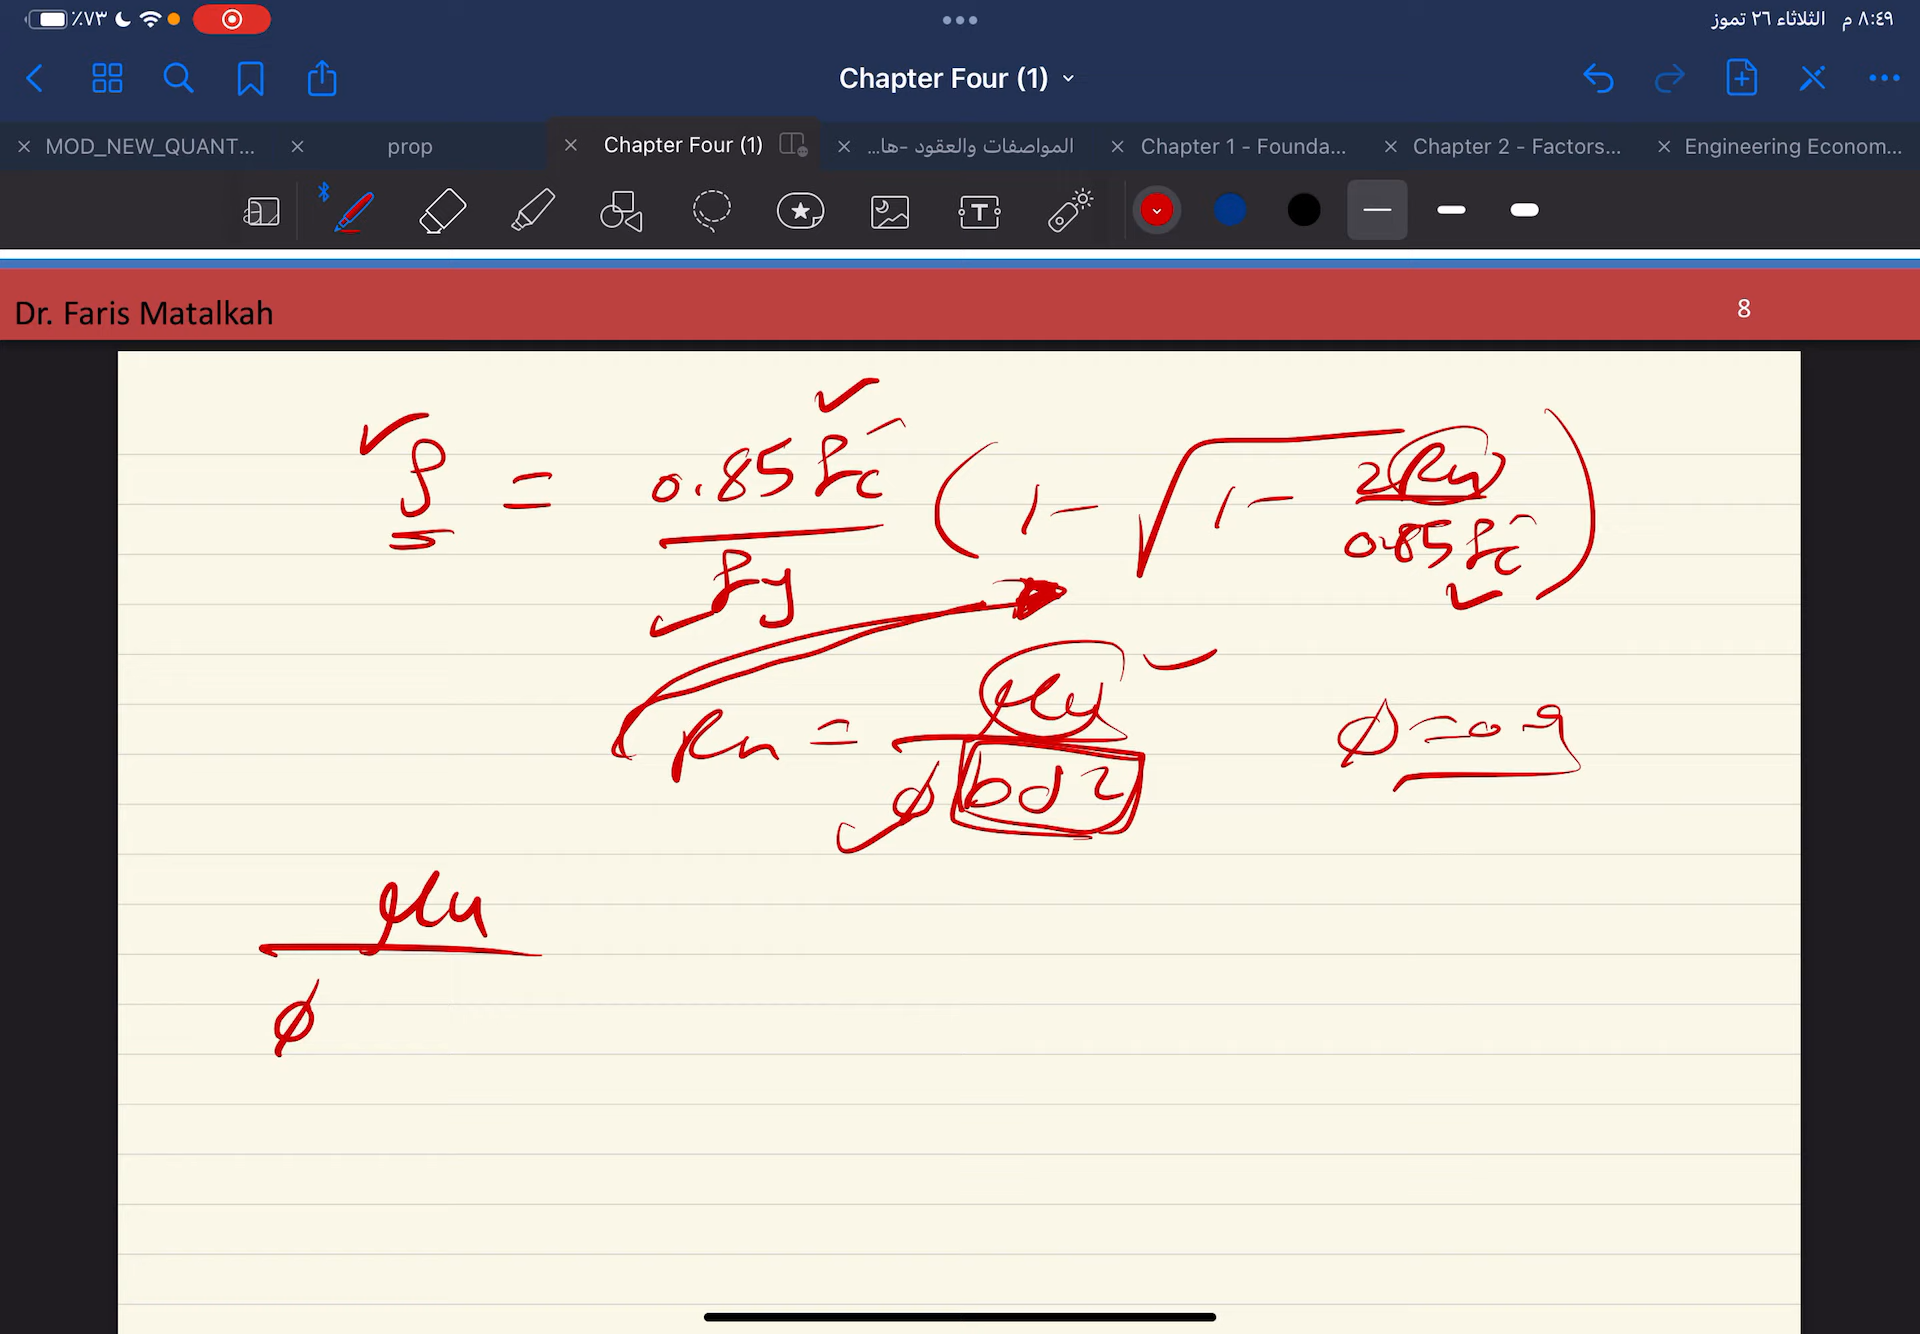 ٪٧٣ ٨:٤٩ م الثلاثاء ٢٦ تموز
Chapter Four (1)
MOD_NEW_QUANT... prop Chapter Four (1) المواصفات والعقود -ها... Chapter 1 - Founda... Chapter 2 - Factors... Engineering Econom...
T
Dr. Faris Matalkah 8
ρ = 0.85 fc' / fy ( 1 - √ 1 - 2Rn / 0.85 fc' )
Rn = Mu / φ bd2 φ = 0.9
Mu
φ